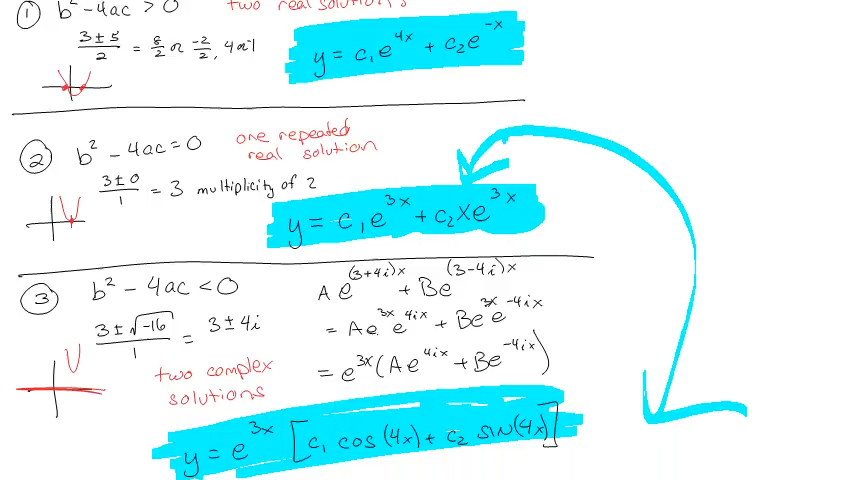 ① b² - 4ac > 0 two real solutions
3 ± 5 / 2 = 8/2 or -2/2, 4 or -1
y = c₁e^4x + c₂e^-x
② b² - 4ac = 0 one repeated
real solution
3 ± 0 / 1 = 3 multiplicity of 2
y = c₁e^3x + c₂xe^3x
③ b² - 4ac < 0
3 ± √-16 / 1 = 3 ± 4i
two complex
solutions
Ae^(3+4i)x + Be^(3-4i)x
= Ae^3x e^4ix + Be^3x e^-4ix
= e^3x (Ae^4ix + Be^-4ix)
y = e^3x [c₁ cos(4x) + c₂ sin(4x)]